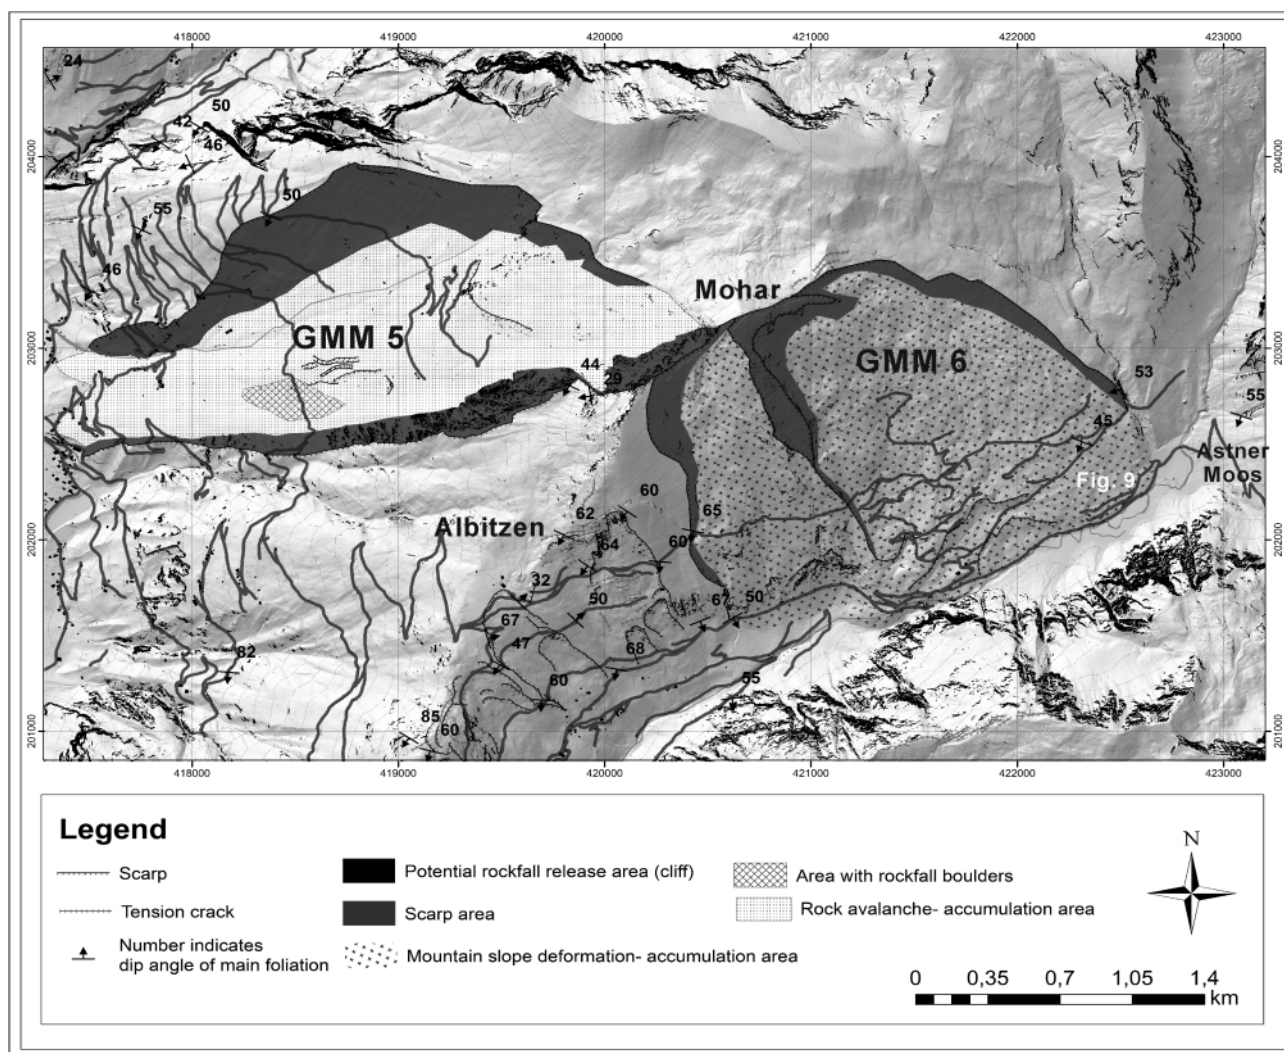 418000 419000 420000 421000 422000 423000
24
50
42
46
204000 204000
50
55
46
Mohar
203000 GMM 5 GMM 6 203000
44
29
53
55
45
Astner
Moos
Fig. 9
60
65
62
Albitzen
202000 64 60 202000
32
50
67 50
67
47 68
82
60 55
85
60
201000 201000
418000 419000 420000 421000 422000 423000
Legend
Scarp
Tension crack
Number indicates
dip angle of main foliation
Potential rockfall release area (cliff)
Scarp area
Mountain slope deformation- accumulation area
Area with rockfall boulders
Rock avalanche- accumulation area
N
0 0,35 0,7 1,05 1,4
km